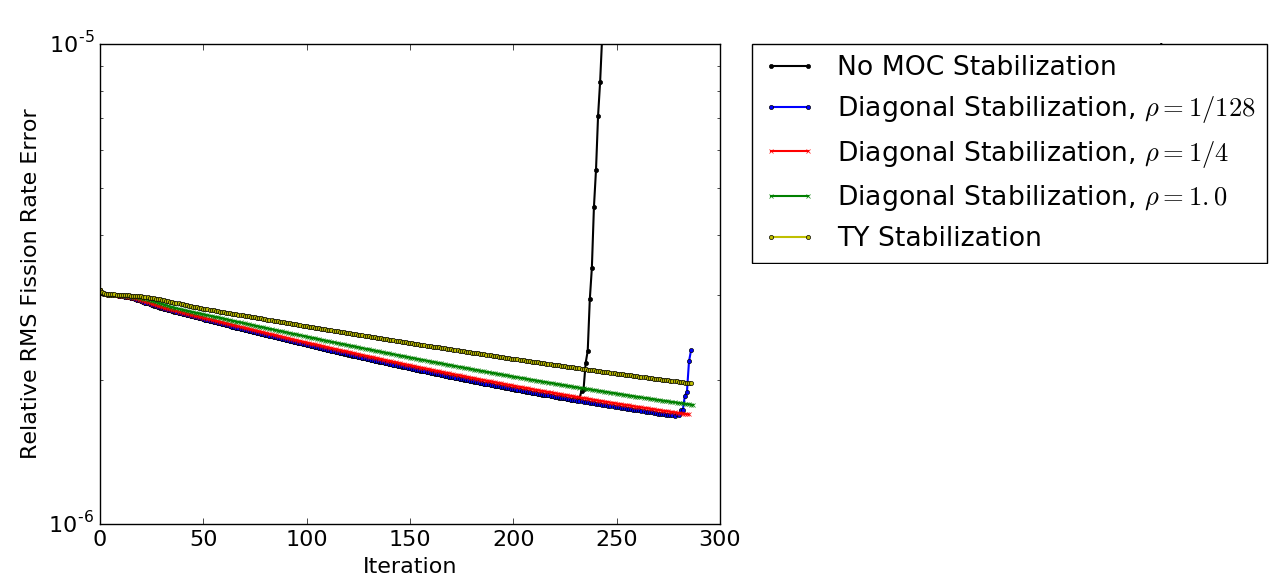 10^-5
10^-6
0 50 100 150 200 250 300
Iteration
Relative RMS Fission Rate Error
No MOC Stabilization
Diagonal Stabilization, ρ = 1/128
Diagonal Stabilization, ρ = 1/4
Diagonal Stabilization, ρ = 1.0
TY Stabilization